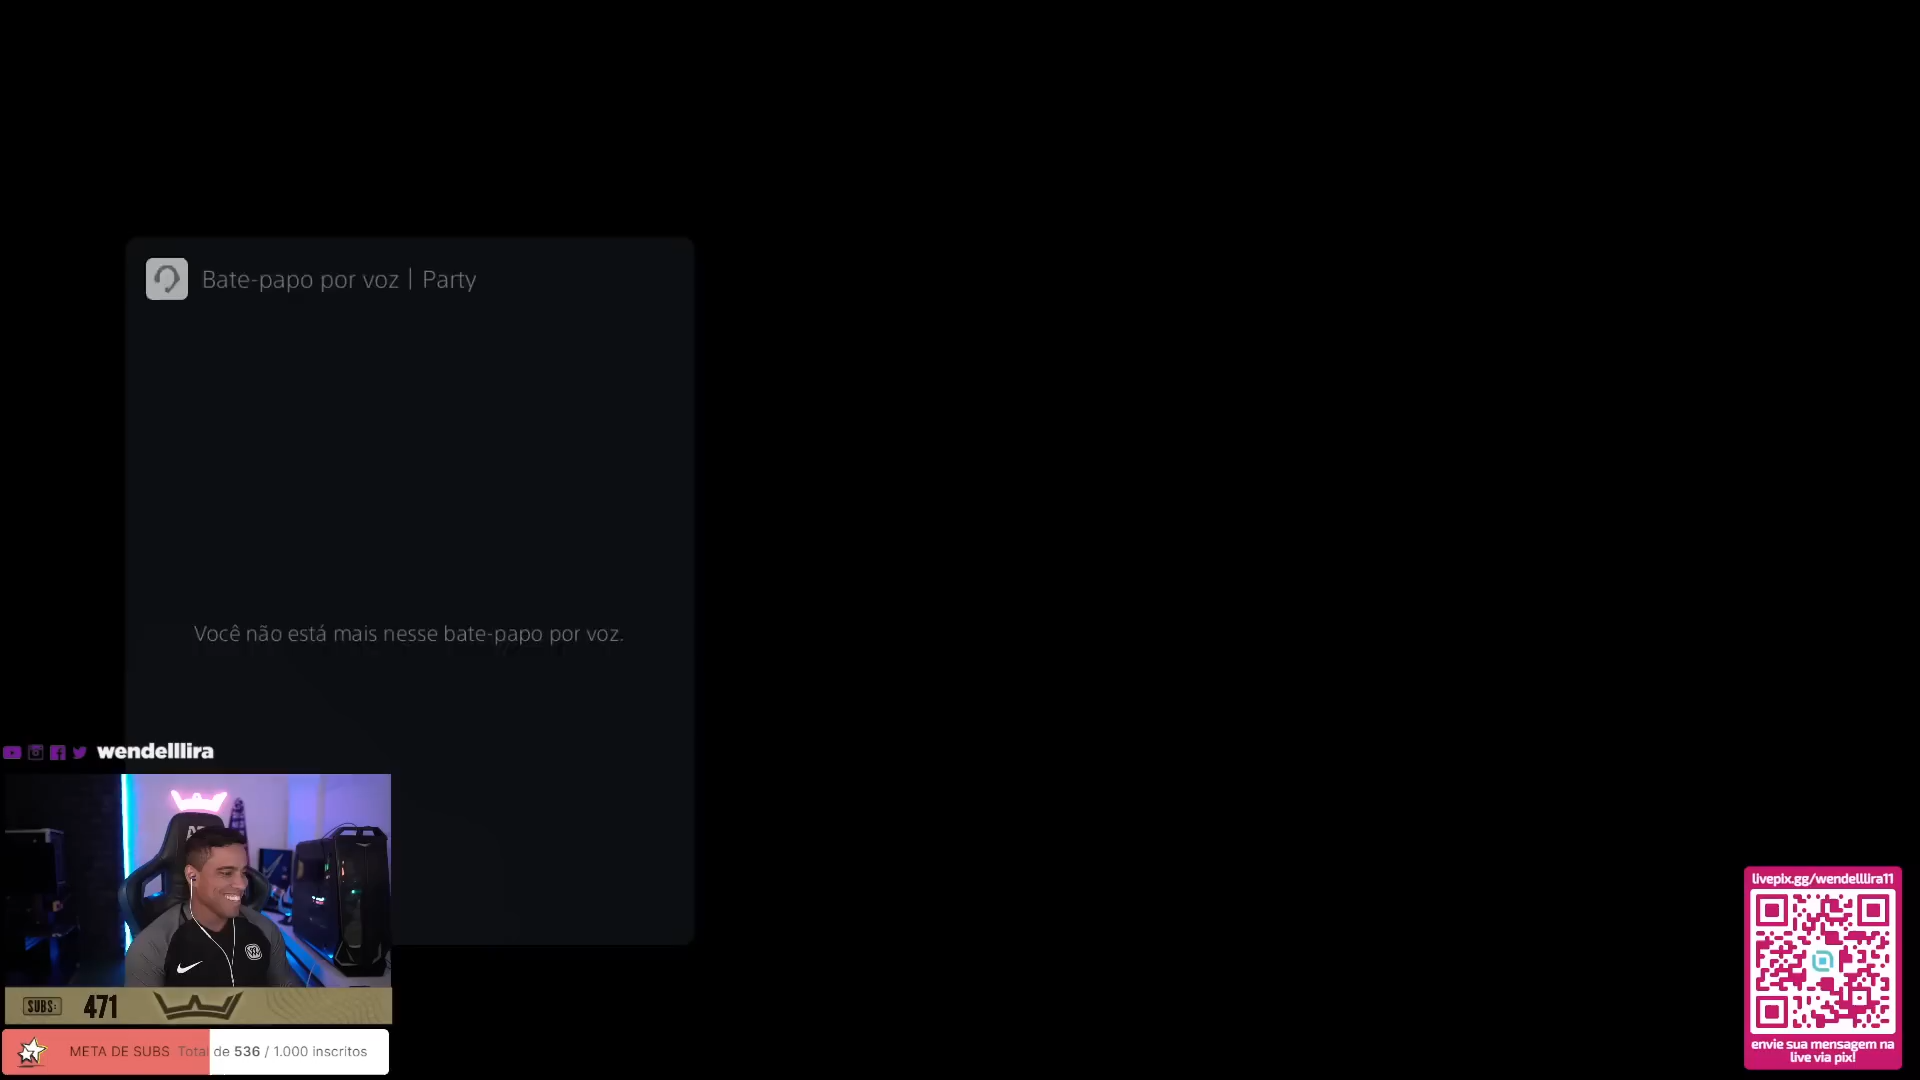 Bate-papo por voz | Party
Você não está mais nesse bate-papo por voz.
wendelllira
SUBS: 471
META DE SUBS Total de 536 / 1.000 inscritos
livepix.gg/wendelllira11
envie sua mensagem na
live via pix!